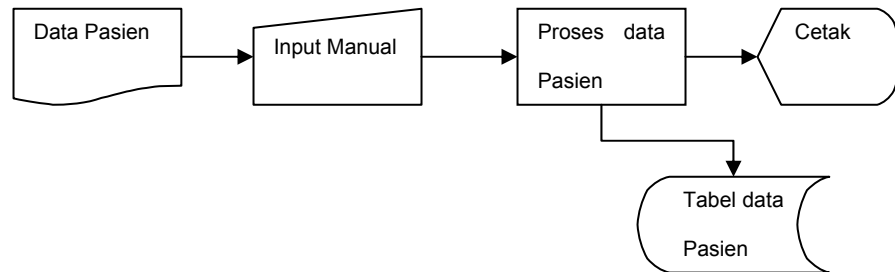 Data Pasien
Input Manual
Proses data
Pasien
Cetak
Tabel data
Pasien